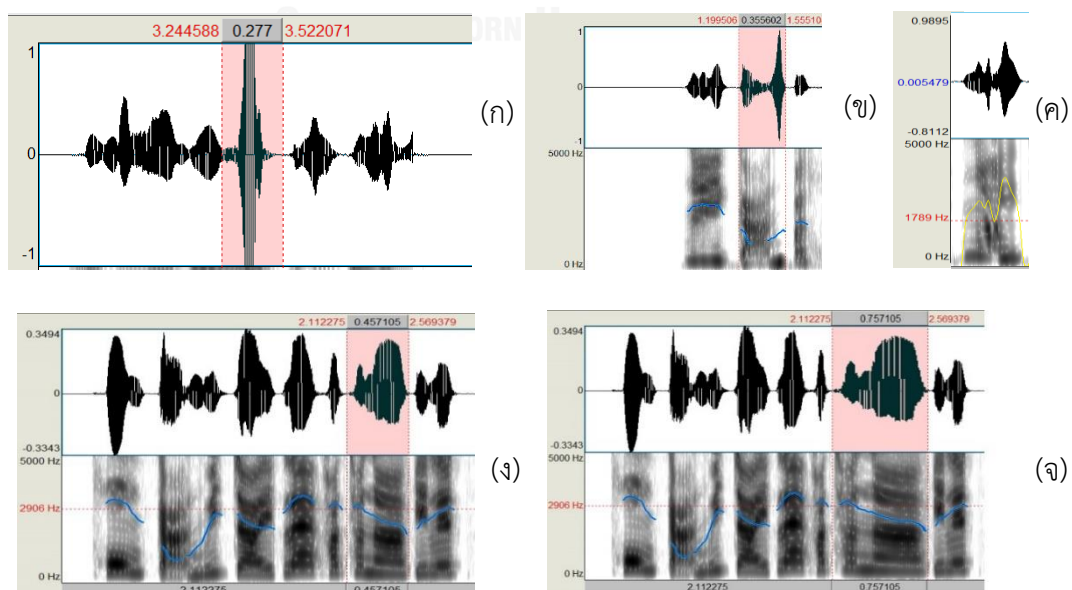 ORN
3.244588 0.277 3.522071
1
0
-1
(ก)
1.199506 0.355602 1.55510
1
0
-1
5000 Hz
0 Hz
(ข)
0.9895
0.005479
-0.8112
5000 Hz
1789 Hz
0 Hz
(ค)
2.112275 0.457105 2.569379
0.3494
0
-0.3343
5000 Hz
2906 Hz
0 Hz
2.112275 0.457105
(ง)
2.112275 0.757105 2.569379
0.3494
0
-0.3343
5000 Hz
2906 Hz
0 Hz
2.112275 0.757105
(จ)